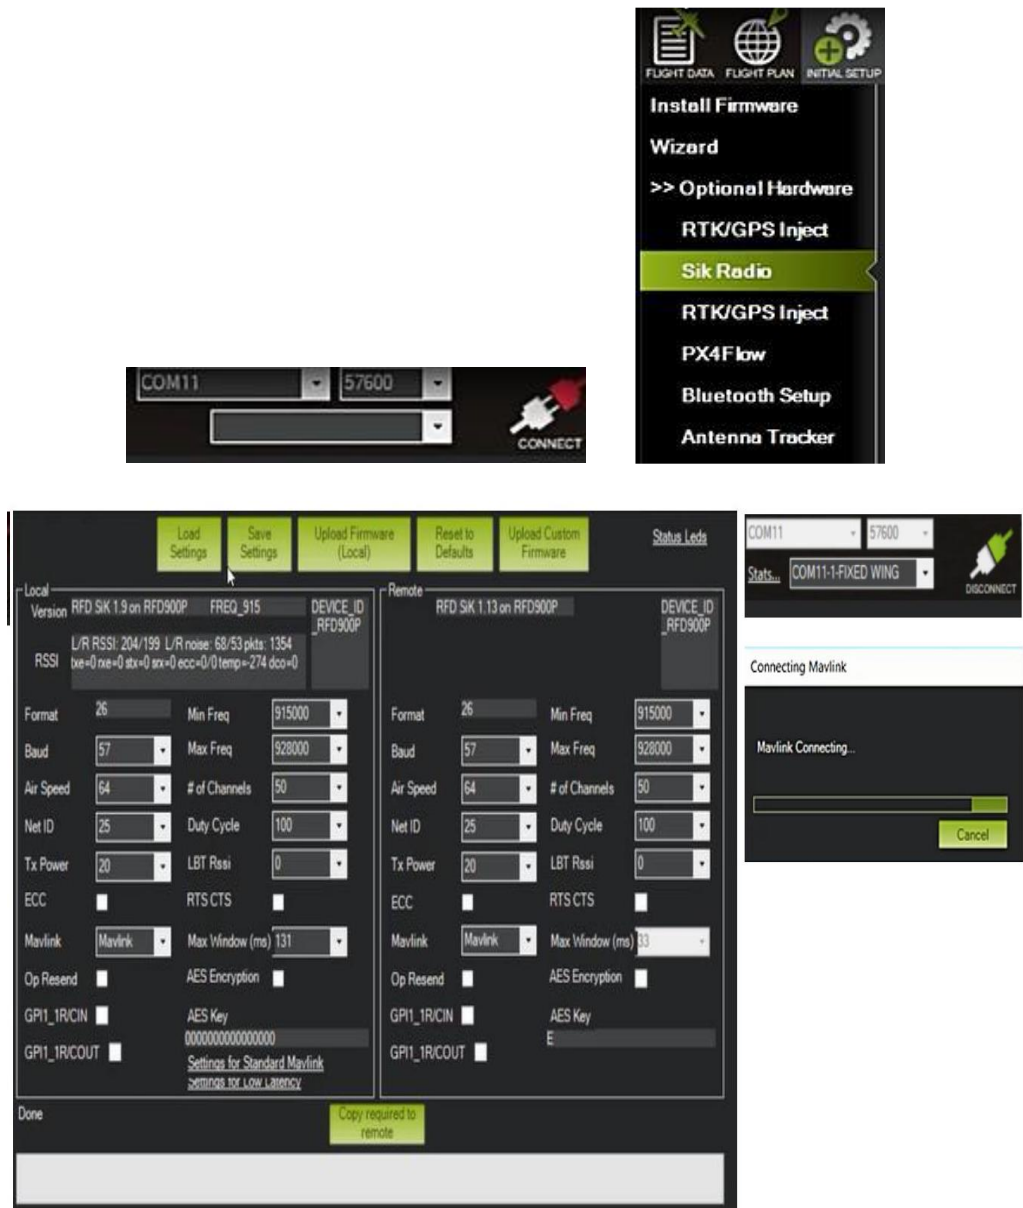 FLIGHT DATA FLIGHT PLAN INITIAL SETUP
Install Firmware
Wizard
>> Optional Hardware
RTK/GPS Inject
Sik Radio
RTK/GPS Inject
PX4Flow
Bluetooth Setup
Antenna Tracker
COM11 57600
CONNECT
Load Settings
Save Settings
Upload Firmware (Local)
Reset to Defaults
Upload Custom Firmware
Status Leds
Local
Version RFD SiK 1.9 on RFD900P FREQ_915 DEVICE_ID_RFD900P
RSSI
L/R RSSI: 204/199 L/R noise: 68/53 pkts: 1354
txe=0 rxe=0 stx=0 srx=0 ecc=0/0 temp=-274 dco=0
Format 26 Min Freq 915000
Baud 57 Max Freq 928000
Air Speed 64 # of Channels 50
Net ID 25 Duty Cycle 100
Tx Power 20 LBT Rssi 0
ECC RTS CTS
Mavlink Mavlink Max Window (ms) 131
Op Resend AES Encryption
GPI1_1R/CIN AES Key
0000000000000000
GPI1_1R/COUT
Settings for Standard Mavlink
Settings for Low Latency
Remote
RFD SiK 1.13 on RFD900P DEVICE_ID_RFD900P
Format 26 Min Freq 915000
Baud 57 Max Freq 928000
Air Speed 64 # of Channels 50
Net ID 25 Duty Cycle 100
Tx Power 20 LBT Rssi 0
ECC RTS CTS
Mavlink Mavlink Max Window (ms) 33
Op Resend AES Encryption
GPI1_1R/CIN AES Key
E
GPI1_1R/COUT
Done
Copy required to remote
COM11 57600
Stats... COM11-1-FIXED WING
DISCONNECT
Connecting Mavlink
Mavlink Connecting...
Cancel